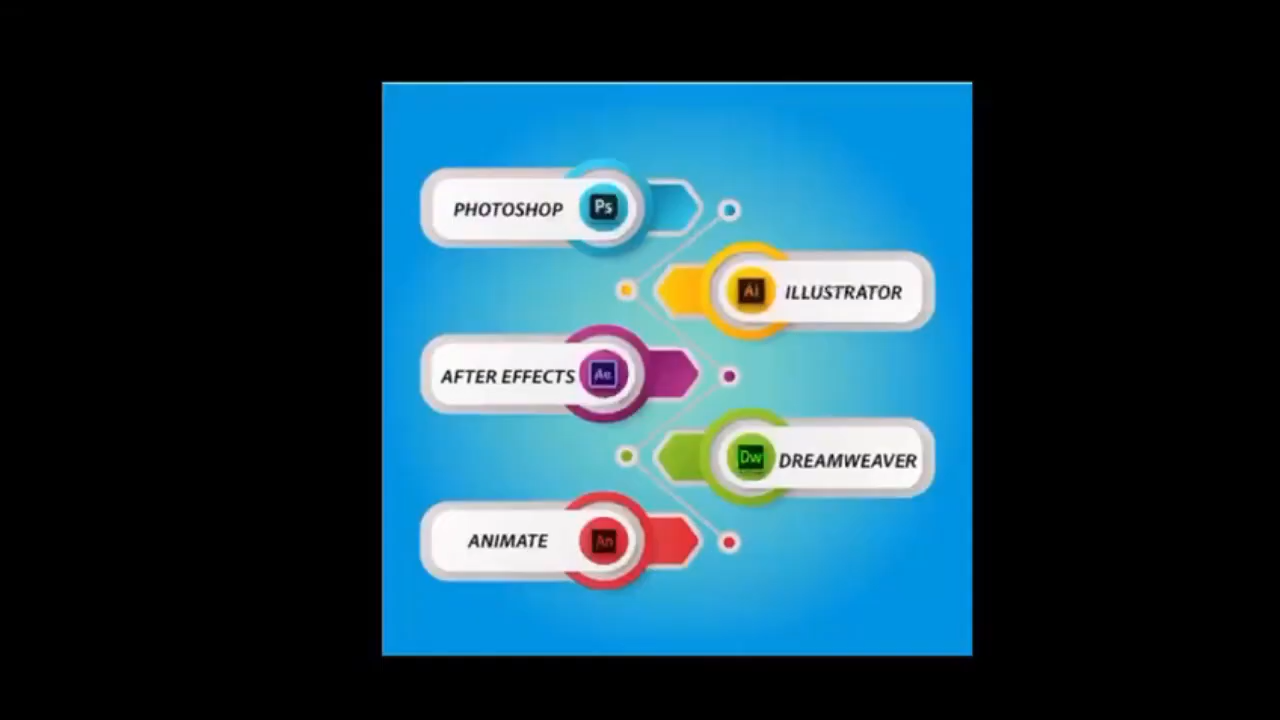 PHOTOSHOP Ps
Ai ILLUSTRATOR
AFTER EFFECTS Ae
Dw DREAMWEAVER
ANIMATE An